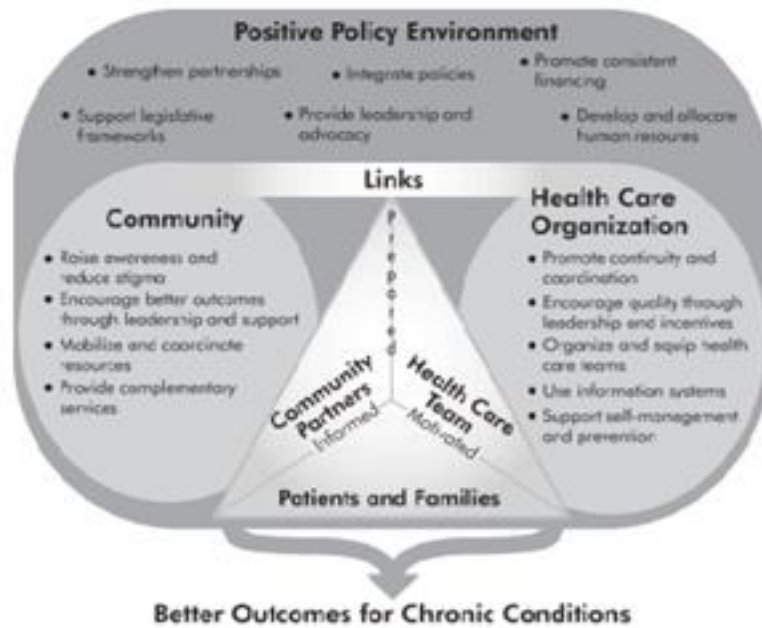 Positive Policy Environment
• Strengthen partnerships
• Integrate policies
• Promote consistent
financing
• Support legislative
frameworks
• Provide leadership and
advocacy
• Develop and allocate
human resoures
Links
Community
• Raise awareness and
reduce stigma
• Encourage better outcomes
through leadership and support
• Mobilize and coordinate
resources
• Provide complementary
services
Health Care
Organization
• Promote continuity and
coordination
• Encourage quality through
leadership and incentives
• Organize and equip health
care teams
• Use information systems
• Support self-management
and prevention
Prepared
Community
Partners
Informed
Health Care
Team
Motivated
Patients and Families
Better Outcomes for Chronic Conditions